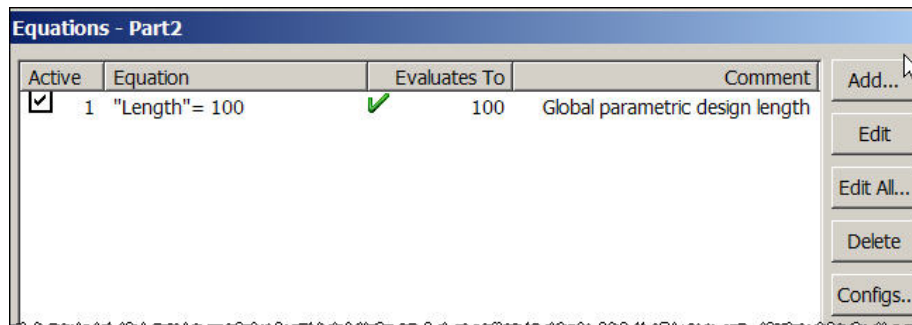 Equations - Part2
Active Equation Evaluates To Comment
1 "Length"= 100 100 Global parametric design length
Add...
Edit
Edit All...
Delete
Configs..